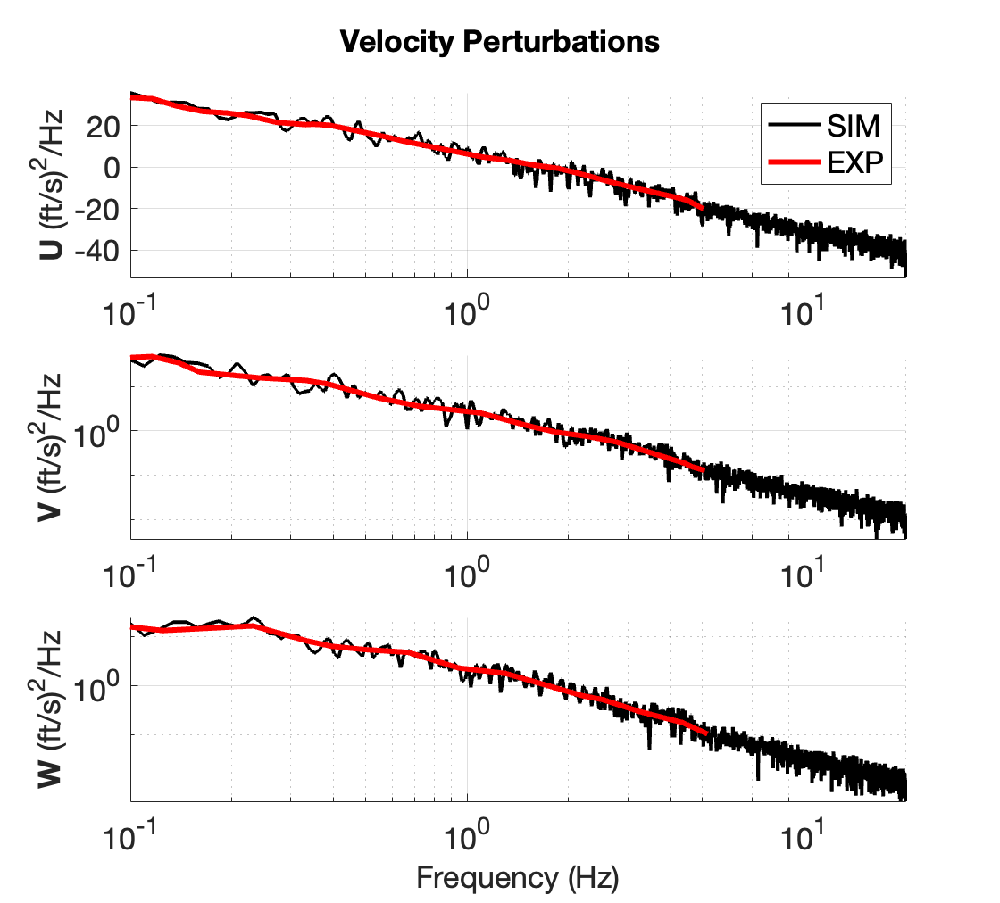 Velocity Perturbations
U (ft/s)²/Hz
20
0
-20
-40
SIM
EXP
10⁻¹ 10⁰ 10¹
V (ft/s)²/Hz
10⁰
10⁻¹ 10⁰ 10¹
W (ft/s)²/Hz
10⁰
10⁻¹ 10⁰ 10¹
Frequency (Hz)